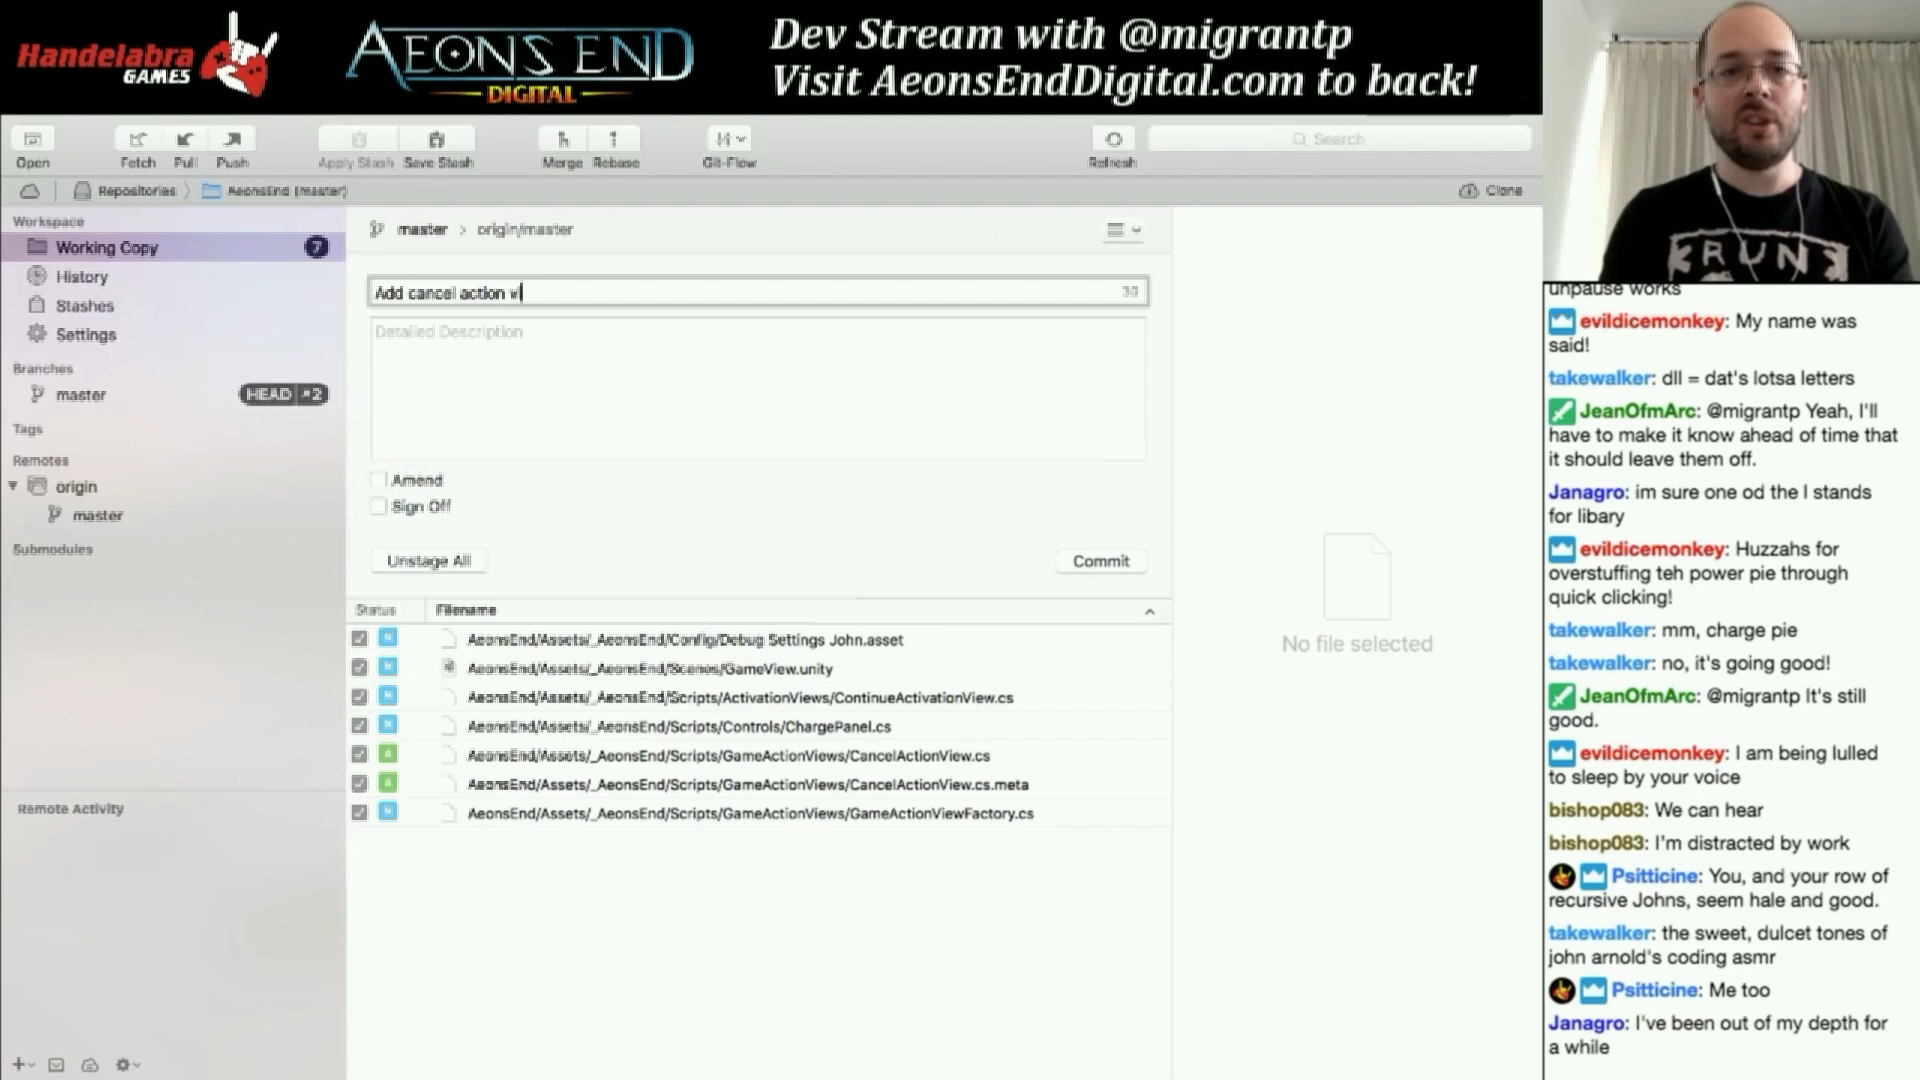 Handelabra
GAMES
AEONS END
DIGITAL
Dev Stream with @migrantp
Visit AeonsEndDigital.com to back!
Open
Fetch
Pull
Push
Apply Stash
Save Stash
Merge
Rebase
Git-Flow
Refresh
Search
Repositories
AeonsEnd (master)
Clone
Workspace
Working Copy
7
History
Stashes
Settings
Branches
master
HEAD
2
Tags
Remotes
origin
master
Submodules
Remote Activity
master > origin/master
Add cancel action vi
30
Detailed Description
Amend
Sign Off
Unstage All
Commit
Status
Filename
AeonsEnd/Assets/_AeonsEnd/Config/Debug Settings John.asset
AeonsEnd/Assets/_AeonsEnd/Scenes/GameView.unity
AeonsEnd/Assets/_AeonsEnd/Scripts/ActivationViews/ContinueActivationView.cs
AeonsEnd/Assets/_AeonsEnd/Scripts/Controls/ChargePanel.cs
AeonsEnd/Assets/_AeonsEnd/Scripts/GameActionViews/CancelActionView.cs
AeonsEnd/Assets/_AeonsEnd/Scripts/GameActionViews/CancelActionView.cs.meta
AeonsEnd/Assets/_AeonsEnd/Scripts/GameActionViews/GameActionViewFactory.cs
No file selected
RUN
unpause works
evildicemonkey: My name was
said!
takewalker: dll = dat's lotsa letters
JeanOfmArc: @migrantp Yeah, I'll
have to make it know ahead of time that
it should leave them off.
Janagro: im sure one od the l stands
for libary
evildicemonkey: Huzzahs for
overstuffing teh power pie through
quick clicking!
takewalker: mm, charge pie
takewalker: no, it's going good!
JeanOfmArc: @migrantp It's still
good.
evildicemonkey: I am being lulled
to sleep by your voice
bishop083: We can hear
bishop083: I'm distracted by work
Psitticine: You, and your row of
recursive Johns, seem hale and good.
takewalker: the sweet, dulcet tones of
john arnold's coding asmr
Psitticine: Me too
Janagro: I've been out of my depth for
a while